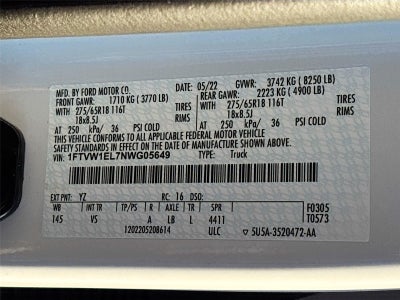 MFD. BY FORD MOTOR CO. 05/22 GVWR: 3742 KG ( 8250 LB)
FRONT GAWR: 1710 KG ( 3770 LB) REAR GAWR: 2223 KG ( 4900 LB)
WITH WITH
275/65R18 116T TIRES 275/65R18 116T TIRES
18x8.5J RIMS 18x8.5J RIMS
AT 250 kPa/ 36 PSI COLD AT 250 kPa/ 36 PSI COLD
THIS VEHICLE CONFORMS TO ALL APPLICABLE FEDERAL MOTOR VEHICLE
SAFETY STANDARDS IN EFFECT ON THE DATE OF MANUFACTURE SHOWN ABOVE.
VIN: 1FTVW1EL7NWG05649 TYPE: Truck
EXT PNT: YZ RC: 16 DSO:
WB INT TR TP/PS R AXLE TR SPR F0305
145 VS A LB L 4411 T0573
1202205208614 ULC 5U5A-3520472-AA